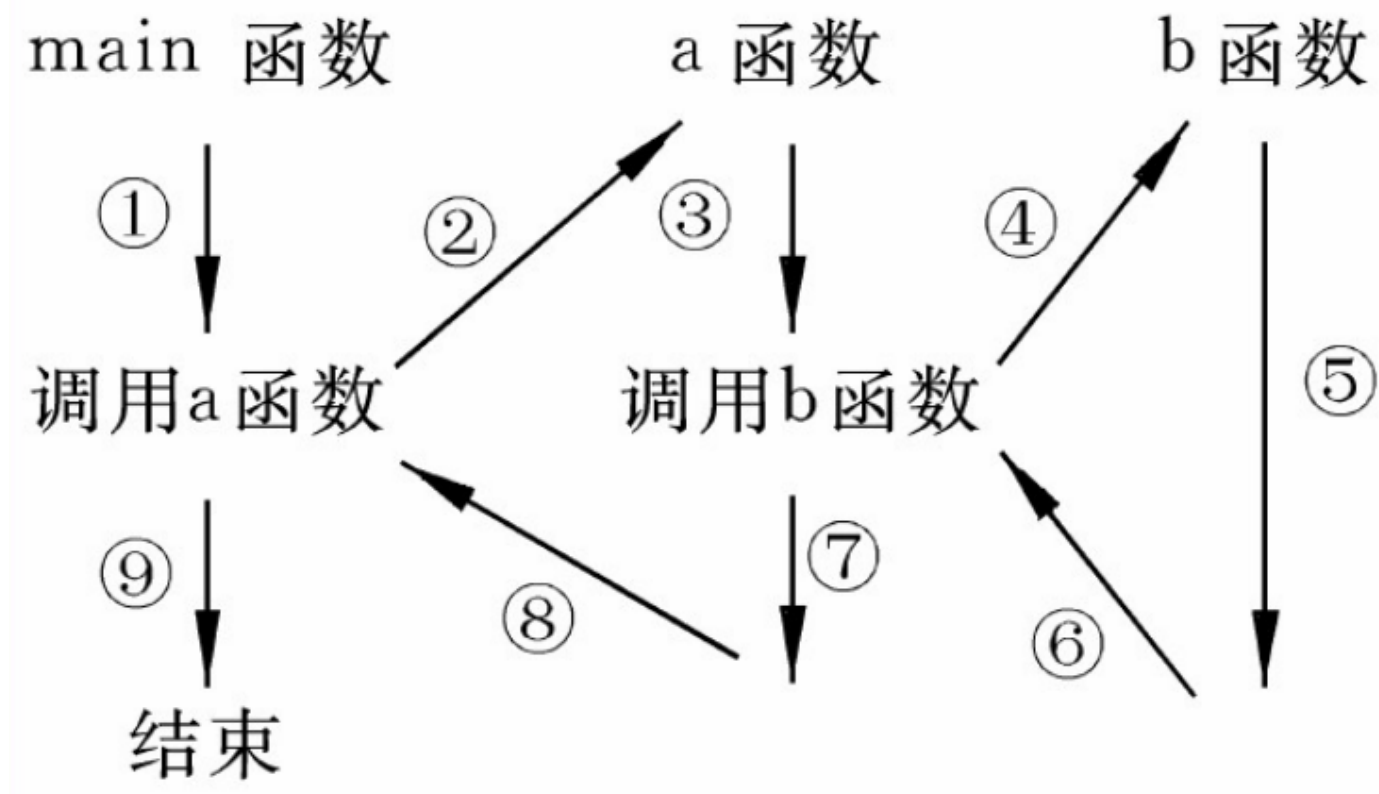 main 函数 a 函数 b 函数
① ② ③ ④
调用a函数 调用b函数 ⑤
⑨ ⑧ ⑦ ⑥
结束